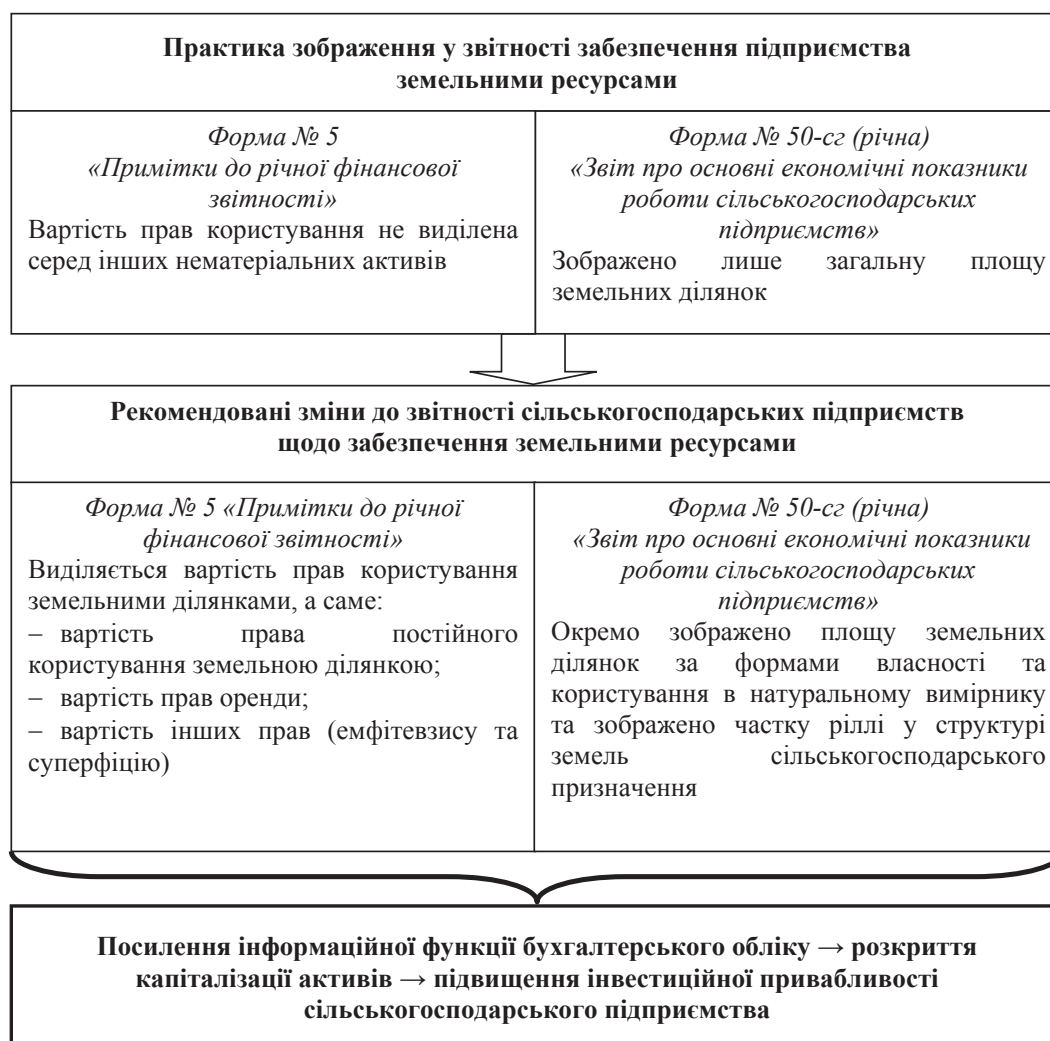 Практика зображення у звітності забезпечення підприємства
земельними ресурсами
Форма № 5
«Примітки до річної фінансової
звітності»
Вартість прав користування не виділена
серед інших нематеріальних активів
Форма № 50-сг (річна)
«Звіт про основні економічні показники
роботи сільськогосподарських
підприємств»
Зображено лише загальну площу
земельних ділянок
Рекомендовані зміни до звітності сільськогосподарських підприємств
щодо забезпечення земельними ресурсами
Форма № 5 «Примітки до річної
фінансової звітності»
Виділяється вартість прав користування
земельними ділянками, а саме:
– вартість права постійного
користування земельною ділянкою;
– вартість прав оренди;
– вартість інших прав (емфітевзису та
суперфіцію)
Форма № 50-сг (річна)
«Звіт про основні економічні показники
роботи сільськогосподарських
підприємств»
Окремо зображено площу земельних
ділянок за формами власності та
користування в натуральному вимірнику
та зображено частку ріллі у структурі
земель сільськогосподарського
призначення
Посилення інформаційної функції бухгалтерського обліку → розкриття
капіталізації активів → підвищення інвестиційної привабливості
сільськогосподарського підприємства